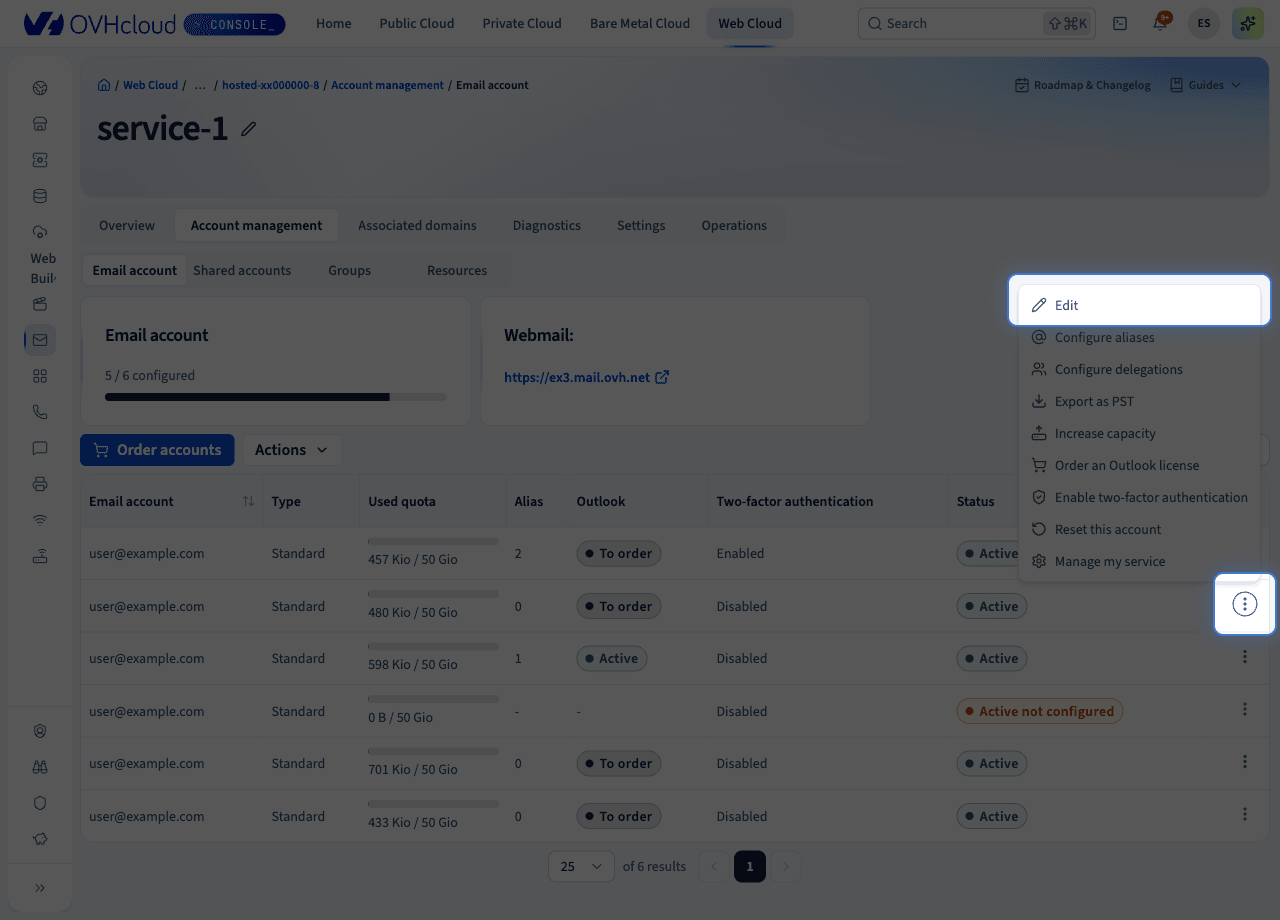 OVHcloud CONSOLE_ Home Public Cloud Private Cloud Bare Metal Cloud Web Cloud Search ⇧⌘K 9+ ES
/ Web Cloud / ... / hosted-xx000000-8 / Account management / Email account Roadmap & Changelog Guides
service-1
Overview Account management Associated domains Diagnostics Settings Operations
Web
Buil
Email account Shared accounts Groups Resources
Email account
5 / 6 configured
Webmail:
https://ex3.mail.ovh.net
Edit
Configure aliases
Configure delegations
Export as PST
Increase capacity
Order an Outlook license
Enable two-factor authentication
Reset this account
Manage my service
Order accounts Actions
Email account Type Used quota Alias Outlook Two-factor authentication Status
user@example.com Standard 457 Kio / 50 Gio 2 To order Enabled Active
user@example.com Standard 480 Kio / 50 Gio 0 To order Disabled Active
user@example.com Standard 598 Kio / 50 Gio 1 Active Disabled Active
user@example.com Standard 0 B / 50 Gio - - Disabled Active not configured
user@example.com Standard 701 Kio / 50 Gio 0 To order Disabled Active
user@example.com Standard 433 Kio / 50 Gio 0 To order Disabled Active
25 of 6 results 1